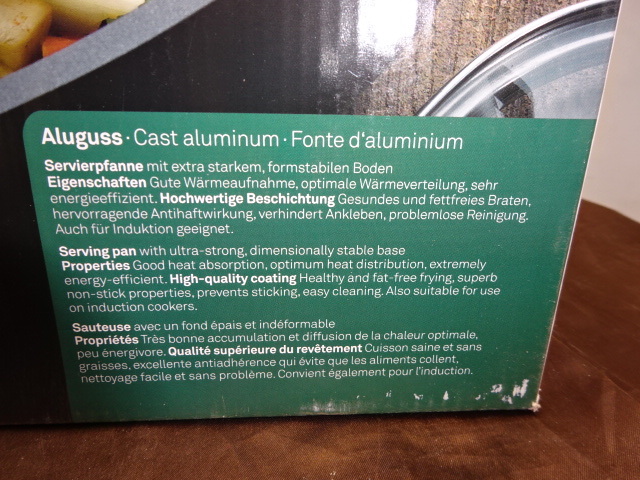 Aluguss · Cast aluminum · Fonte d'aluminium
Servierpfanne mit extra starkem, formstabilen Boden
Eigenschaften Gute Wärmeaufnahme, optimale Wärmeverteilung, sehr
energieeffizient. Hochwertige Beschichtung Gesundes und fettfreies Braten,
hervorragende Antihaftwirkung, verhindert Ankleben, problemlose Reinigung.
Auch für Induktion geeignet.
Serving pan with ultra-strong, dimensionally stable base
Properties Good heat absorption, optimum heat distribution, extremely
energy-efficient. High-quality coating Healthy and fat-free frying, superb
non-stick properties, prevents sticking, easy cleaning. Also suitable for use
on induction cookers.
Sauteuse avec un fond épais et indéformable
Propriétés Très bonne accumulation et diffusion de la chaleur optimale,
peu énergivore. Qualité supérieure du revêtement Cuisson saine et sans
graisses, excellente antiadhérence qui évite que les aliments collent,
nettoyage facile et sans problème. Convient également pour l'induction.